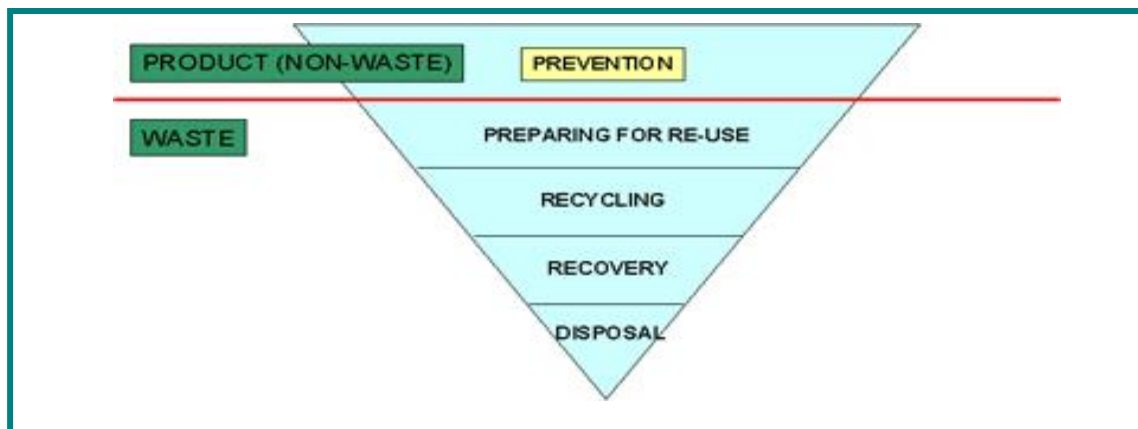 PRODUCT (NON-WASTE)
PREVENTION
WASTE
PREPARING FOR RE-USE
RECYCLING
RECOVERY
DISPOSAL